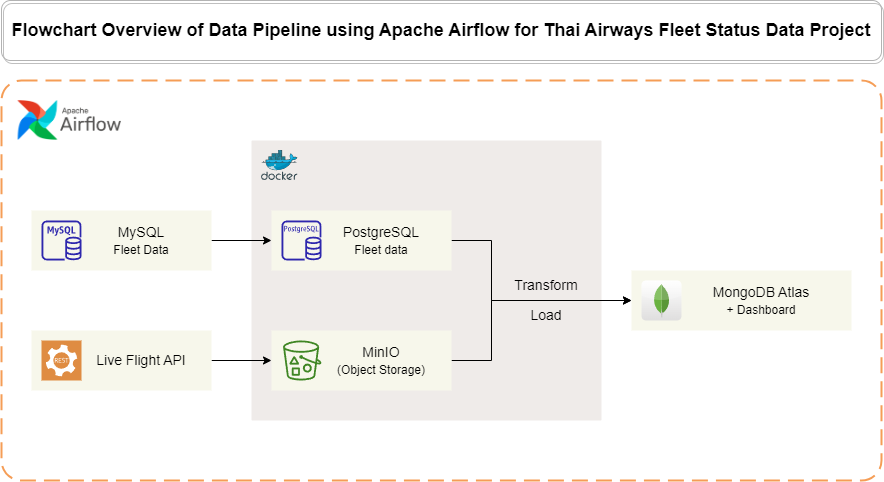 Flowchart Overview of Data Pipeline using Apache Airflow for Thai Airways Fleet Status Data Project
Apache
Airflow
docker
MySQL
MySQL
Fleet Data
PostgreSQL
PostgreSQL
Fleet data
Transform
Load
MongoDB Atlas
+ Dashboard
REST
Live Flight API
MinIO
(Object Storage)